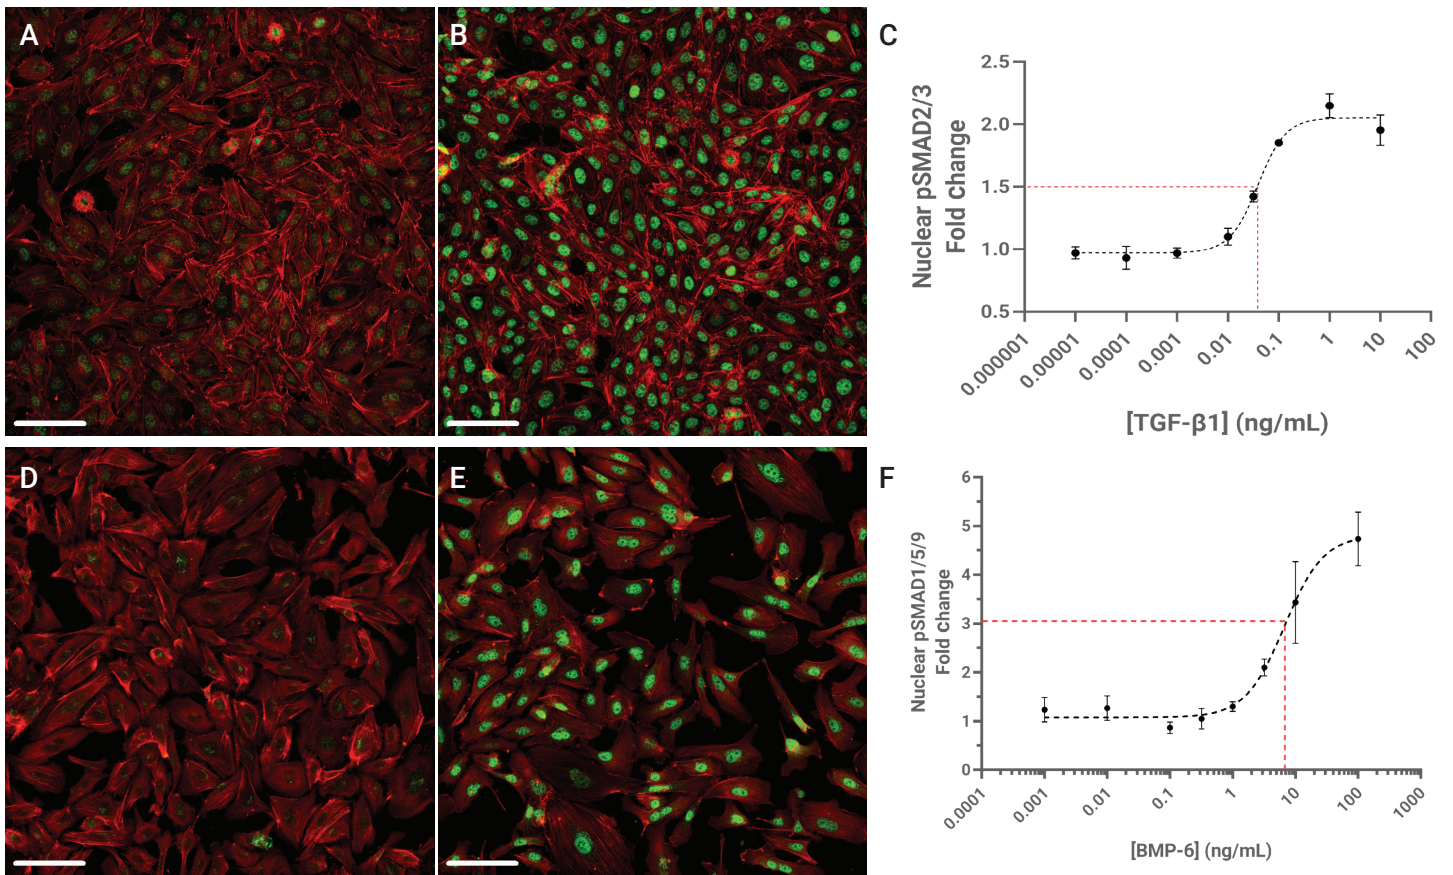 A
B
C
2.5
2.0
1.5
1.0
0.5
Nuclear pSMAD2/3
Fold Change
0.000001
0.00001
0.0001
0.001
0.01
0.1
1
10
100
[TGF-β1] (ng/mL)
D
E
F
6
5
4
3
2
1
0
Nuclear pSMAD1/5/9
Fold Change
0.0001
0.001
0.01
0.1
1
10
100
1000
[BMP-6] (ng/mL)